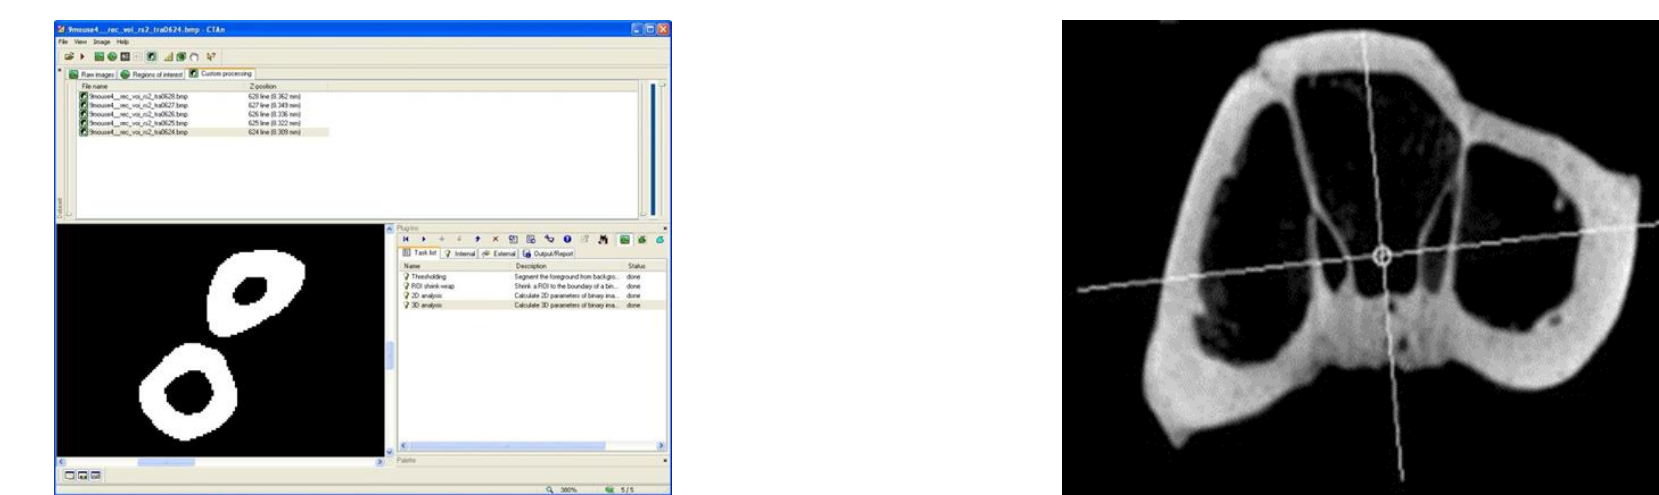 9mouse4__rec_voi_rs2_tra0624.bmp - CTAn
File View Image Help
Raw images Regions of interest Custom processing
File name Z position
9mouse4__rec_voi_rs2_tra0628.bmp 628 line (8.362 mm)
9mouse4__rec_voi_rs2_tra0627.bmp 627 line (8.349 mm)
9mouse4__rec_voi_rs2_tra0626.bmp 626 line (8.336 mm)
9mouse4__rec_voi_rs2_tra0625.bmp 625 line (8.322 mm)
9mouse4__rec_voi_rs2_tra0624.bmp 624 line (8.309 mm)
Dataset
Plug-ins
Task list Internal External Output/Report
Name Description Status
Thresholding Segment the foreground from backgro... done
ROI shrink-wrap Shrink a ROI to the boundary of a bin... done
2D analysis Calculate 2D parameters of binary ima... done
3D analysis Calculate 3D parameters of binary ima... done
Palette
380% 5 / 5